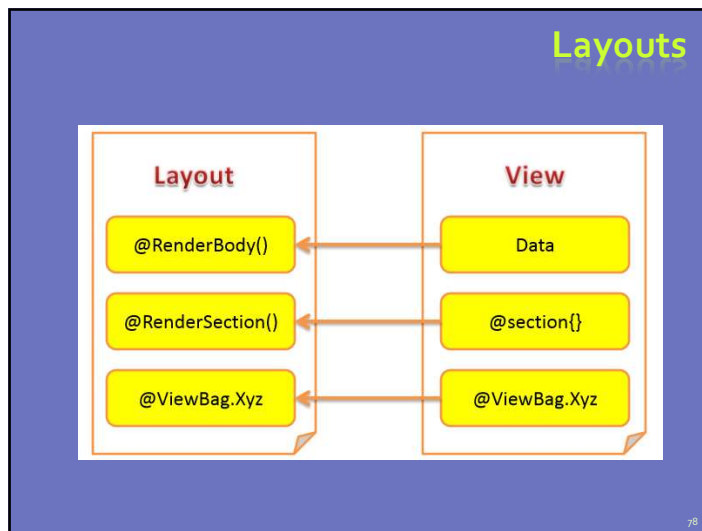 Layouts
Layout
View
@RenderBody()
Data
@RenderSection()
@section{}
@ViewBag.Xyz
@ViewBag.Xyz
78